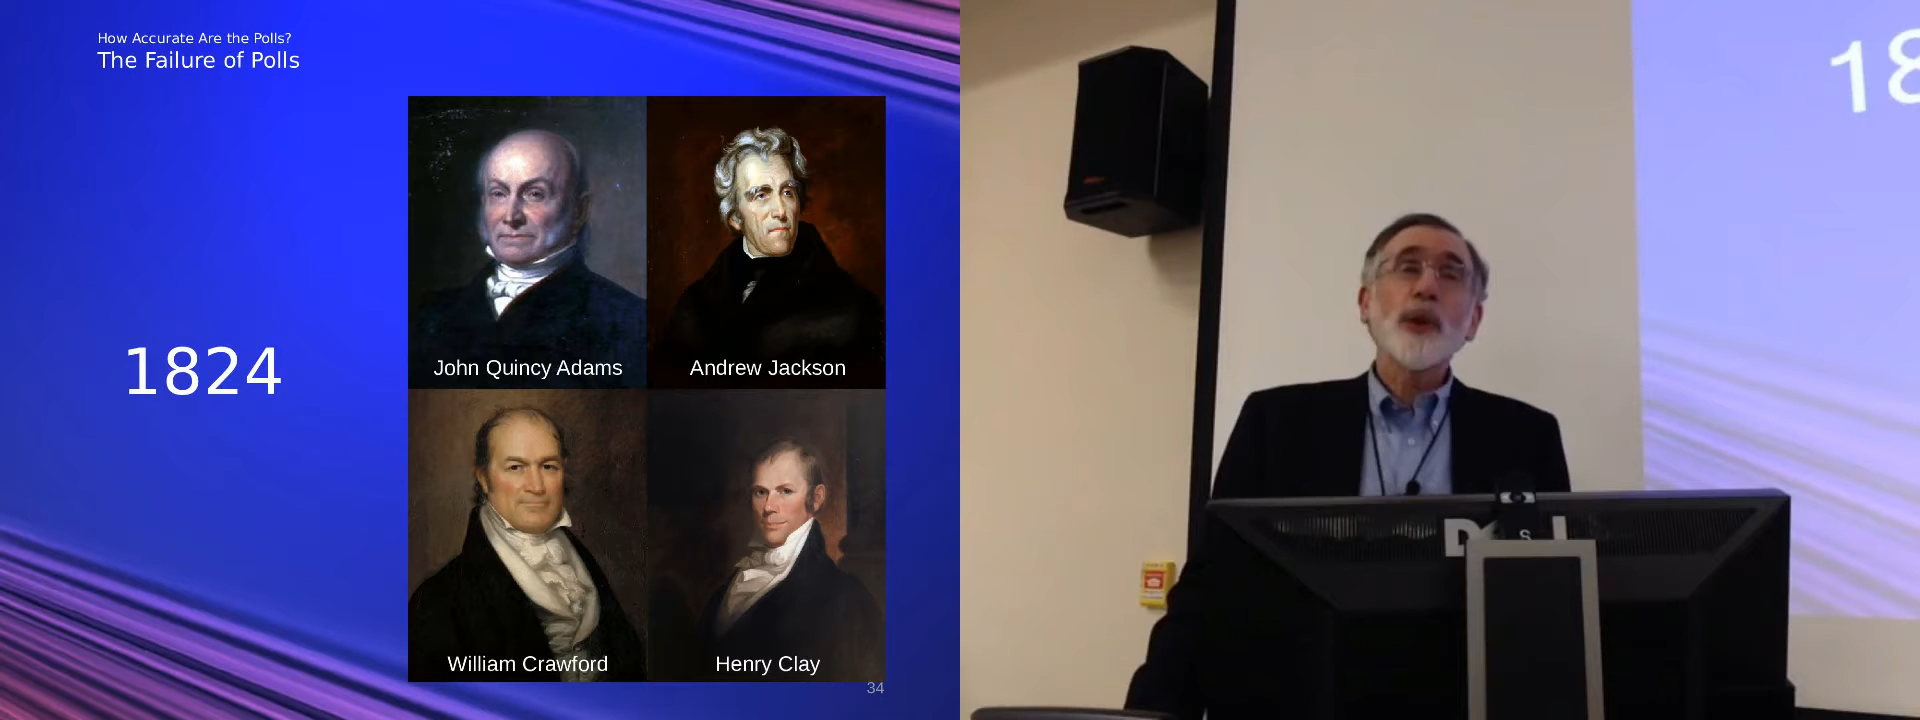 How Accurate Are the Polls?
The Failure of Polls
1824
John Quincy Adams
Andrew Jackson
William Crawford
Henry Clay
34
18